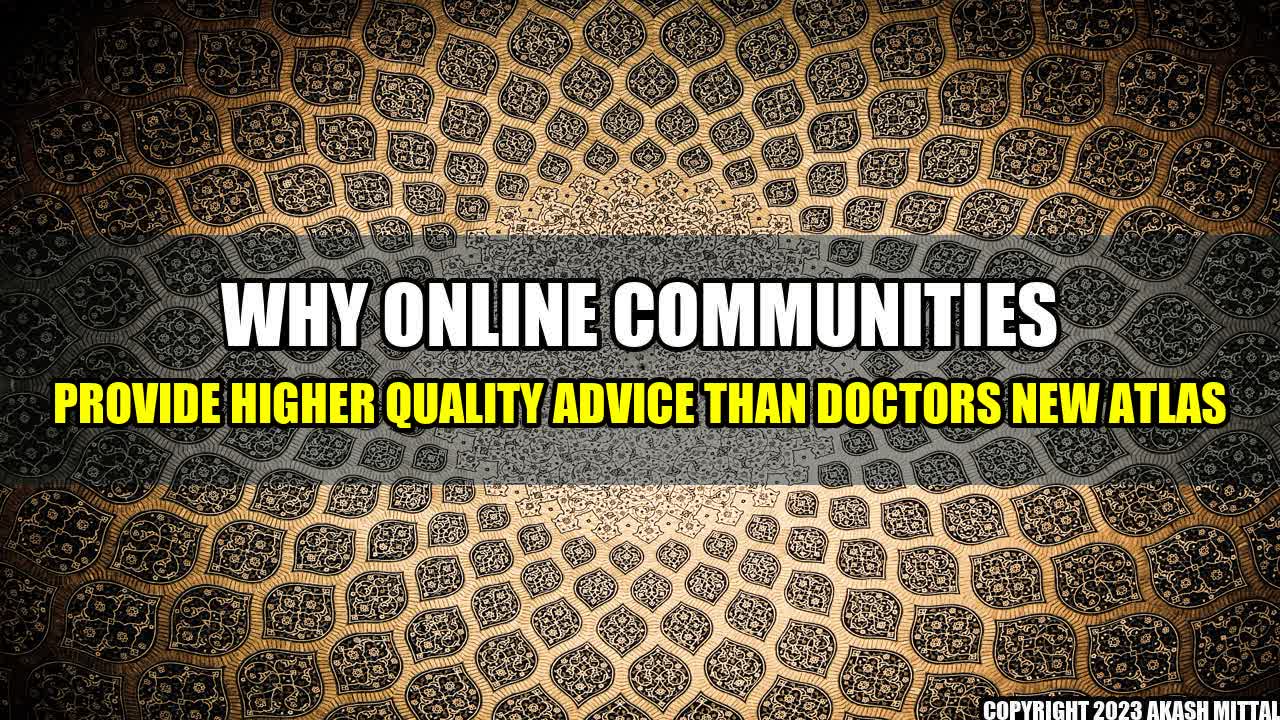 WHY ONLINE COMMUNITIES
PROVIDE HIGHER QUALITY ADVICE THAN DOCTORS NEW ATLAS
COPYRIGHT 2023 AKASH MITTAL